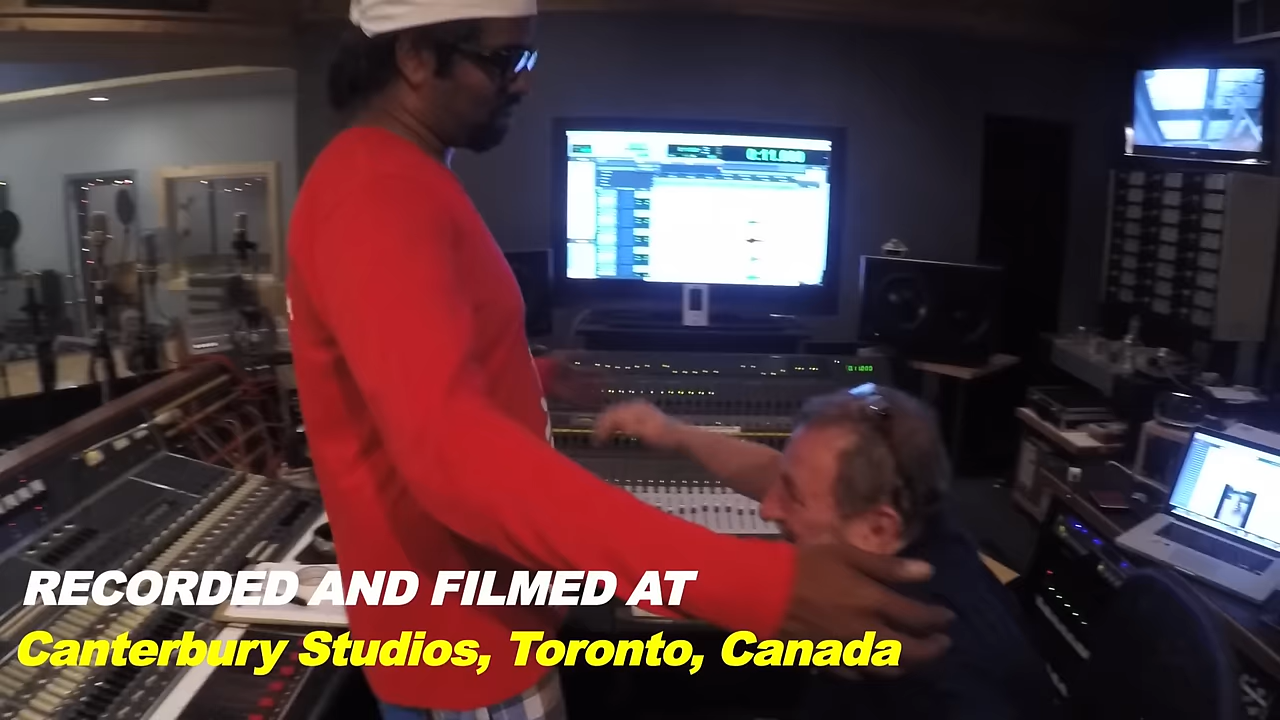 RECORDED AND FILMED AT
Canterbury Studios, Toronto, Canada